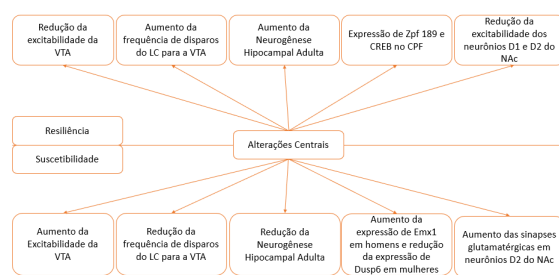 Redução da
excitabilidade da
VTA
Aumento da
frequência de disparos
do LC para a VTA
Aumento da
Neurogênese
Hipocampal Adulta
Expressão de Zpf 189 e
CREB no CPF
Redução da
excitabilidade dos
neurônios D1 e D2 do
NAc
Resiliência
Suscetibilidade
Alterações Centrais
Aumento da
Excitabilidade da
VTA
Redução da
frequência de disparos
do LC para a VTA
Redução da
Neurogênese
Hipocampal Adulta
Aumento da
expressão de Emx1
em homens e redução
da expressão de
Dusp6 em mulheres
Aumento das sinapses
glutamatérgicas em
neurônios D2 do NAc